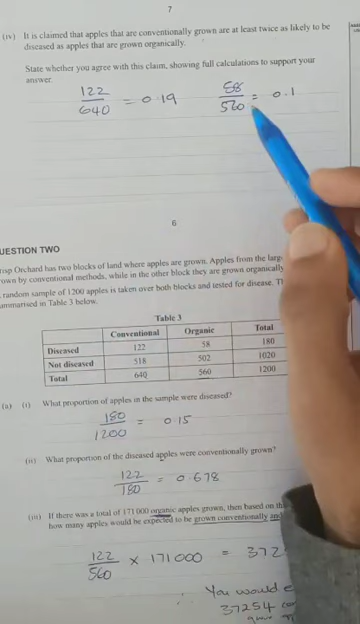 7
(iv) It is claimed that apples that are conventionally grown are at least twice as likely to be
diseased as apples that are grown organically.
State whether you agree with this claim, showing full calculations to support your
answer.
122/640 = 0.19 58/560 = 0.1
6
UESTION TWO
risp Orchard has two blocks of land where apples are grown. Apples from the larg
rown by conventional methods, while in the other block they are grown organically
random sample of 1200 apples is taken over both blocks and tested for disease. T
ummarised in Table 3 below.
Table 3
Conventional Organic Total
Diseased 122 58 180
Not diseased 518 502 1020
Total 640 560 1200
(a) (i) What proportion of apples in the sample were diseased?
180/1200 = 0.15
(ii) What proportion of the diseased apples were conventionally grown?
122/180 = 0.678
(iii) If there was a total of 171 000 organic apples grown, then based on th
how many apples would be expected to be grown conventionally and
122/560 × 171 000 = 372
You would e
37254 con